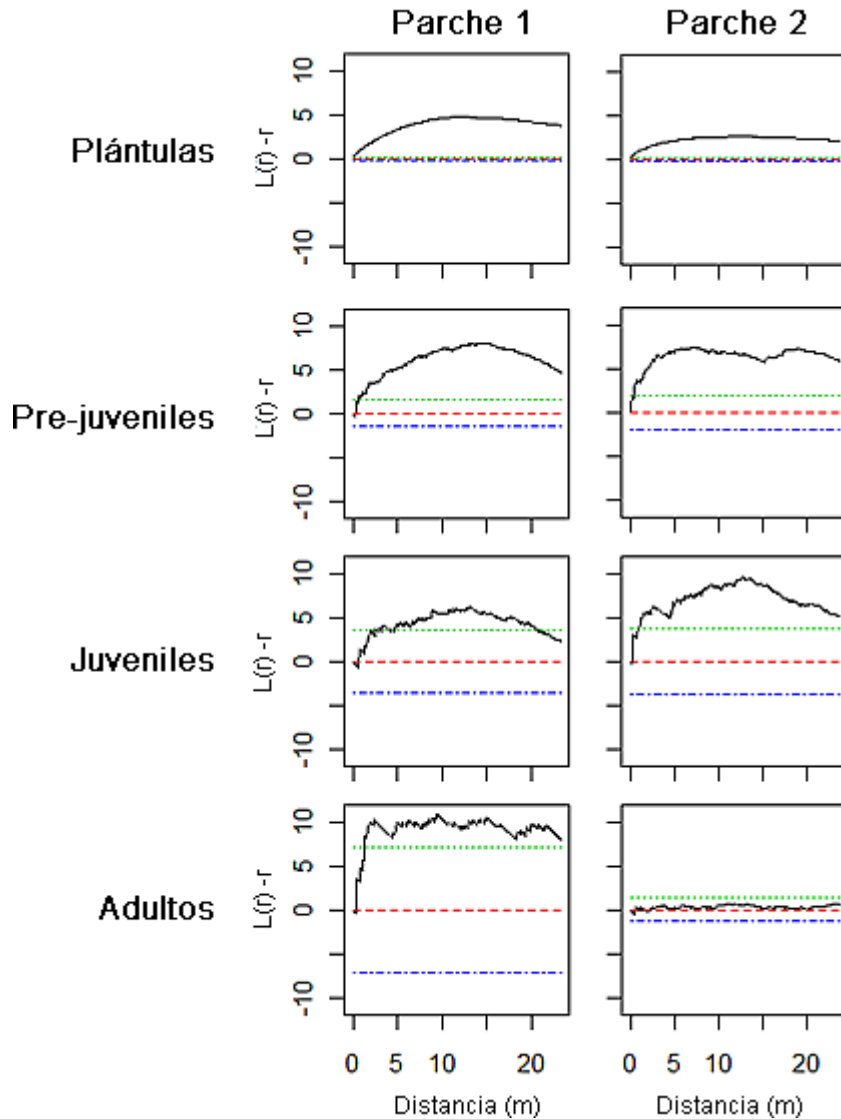 Parche 1 Parche 2
Plántulas
L(r) -r
10
5
0
-10
Pre-juveniles
L(r) -r
10
5
0
-10
Juveniles
L(r) -r
10
5
0
-10
Adultos
L(r) -r
10
5
0
-10
0 5 10 20 0 5 10 20
Distancia (m) Distancia (m)